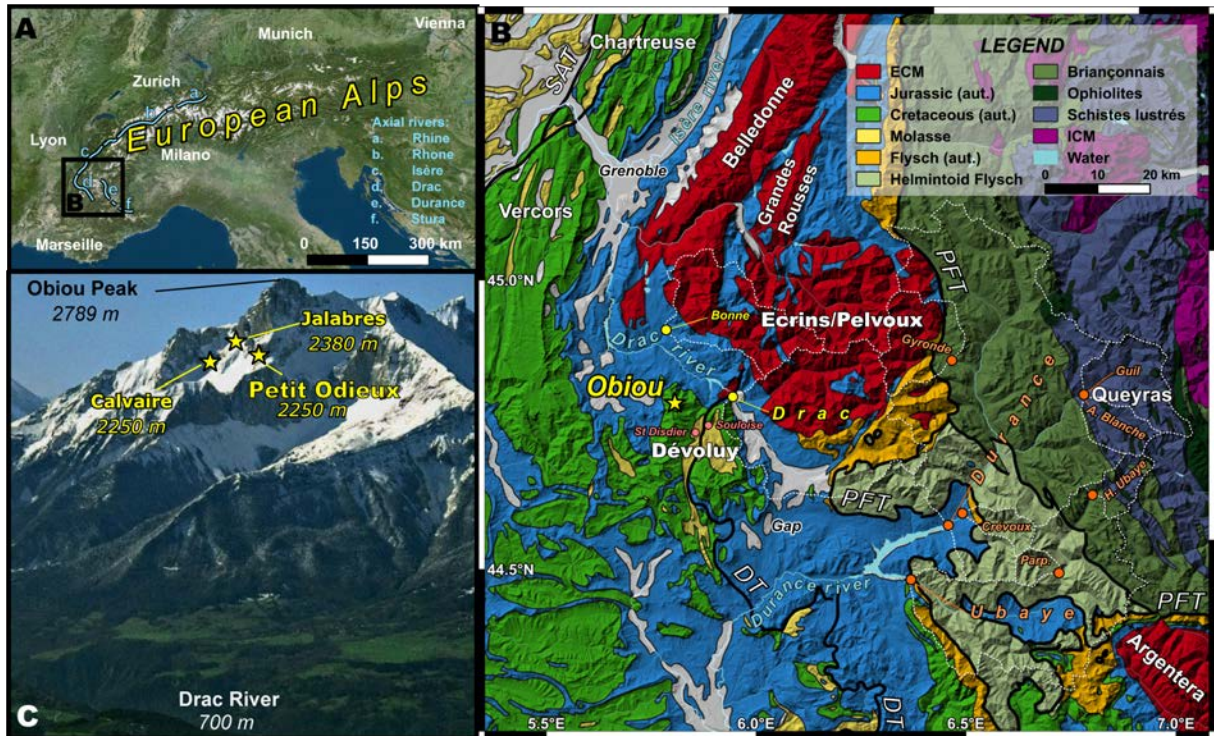 A
Munich
Vienna
Zurich
a
b
European Alps
Lyon
Milano
c
B
d
e
f
Marseille
Axial rivers:
a. Rhine
b. Rhone
c. Isère
d. Drac
e. Durance
f. Stura
0 150 300 km
Obiou Peak
2789 m
Jalabres
2380 m
Petit Odieux
2250 m
Calvaire
2250 m
Drac River
700 m
C
B
Chartreuse
SAT
Isère river
Belledonne
Grenoble
Grandes
Rousses
Vercors
LEGEND
ECM
Jurassic (aut.)
Cretaceous (aut.)
Molasse
Flysch (aut.)
Helmintoid Flysch
Briançonnais
Ophiolites
Schistes lustrés
ICM
Water
0 10 20 km
45.0°N
PFT
Bonne
Ecrins/Pelvoux
Drac river
Gyronde
Obiou
Drac
Durance
Guil
Queyras
A. Blanche
St Disdier
Souloise
Dévoluy
H. Ubaye
PFT
Gap
Crévoux
Parp.
44.5°N
DT
Durance river
Ubaye
PFT
Argentera
DT
5.5°E
6.0°E
6.5°E
7.0°E